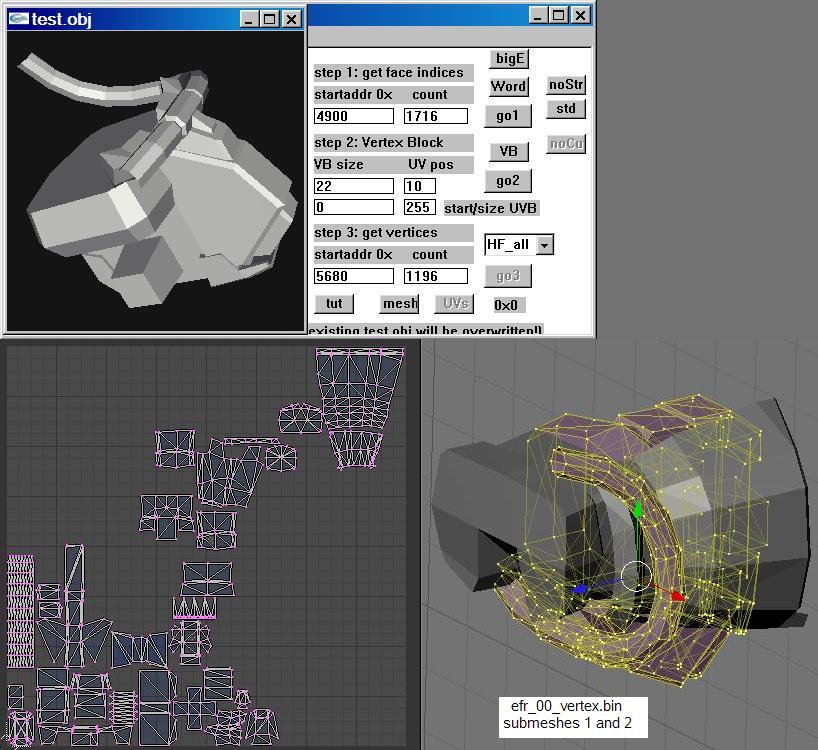 test.obj
bigE
step 1: get face indices
Word
noStr
startaddr 0x count
4900 1716
go1
std
step 2: Vertex Block
VB
noCu
VB size UV pos
22 10
go2
0 255 start/size UVB
step 3: get vertices
HF_all
startaddr 0x count
5680 1196
go3
tut mesh UVs 0x0
existing test.obj will be overwritten!!
efr_00_vertex.bin
submeshes 1 and 2